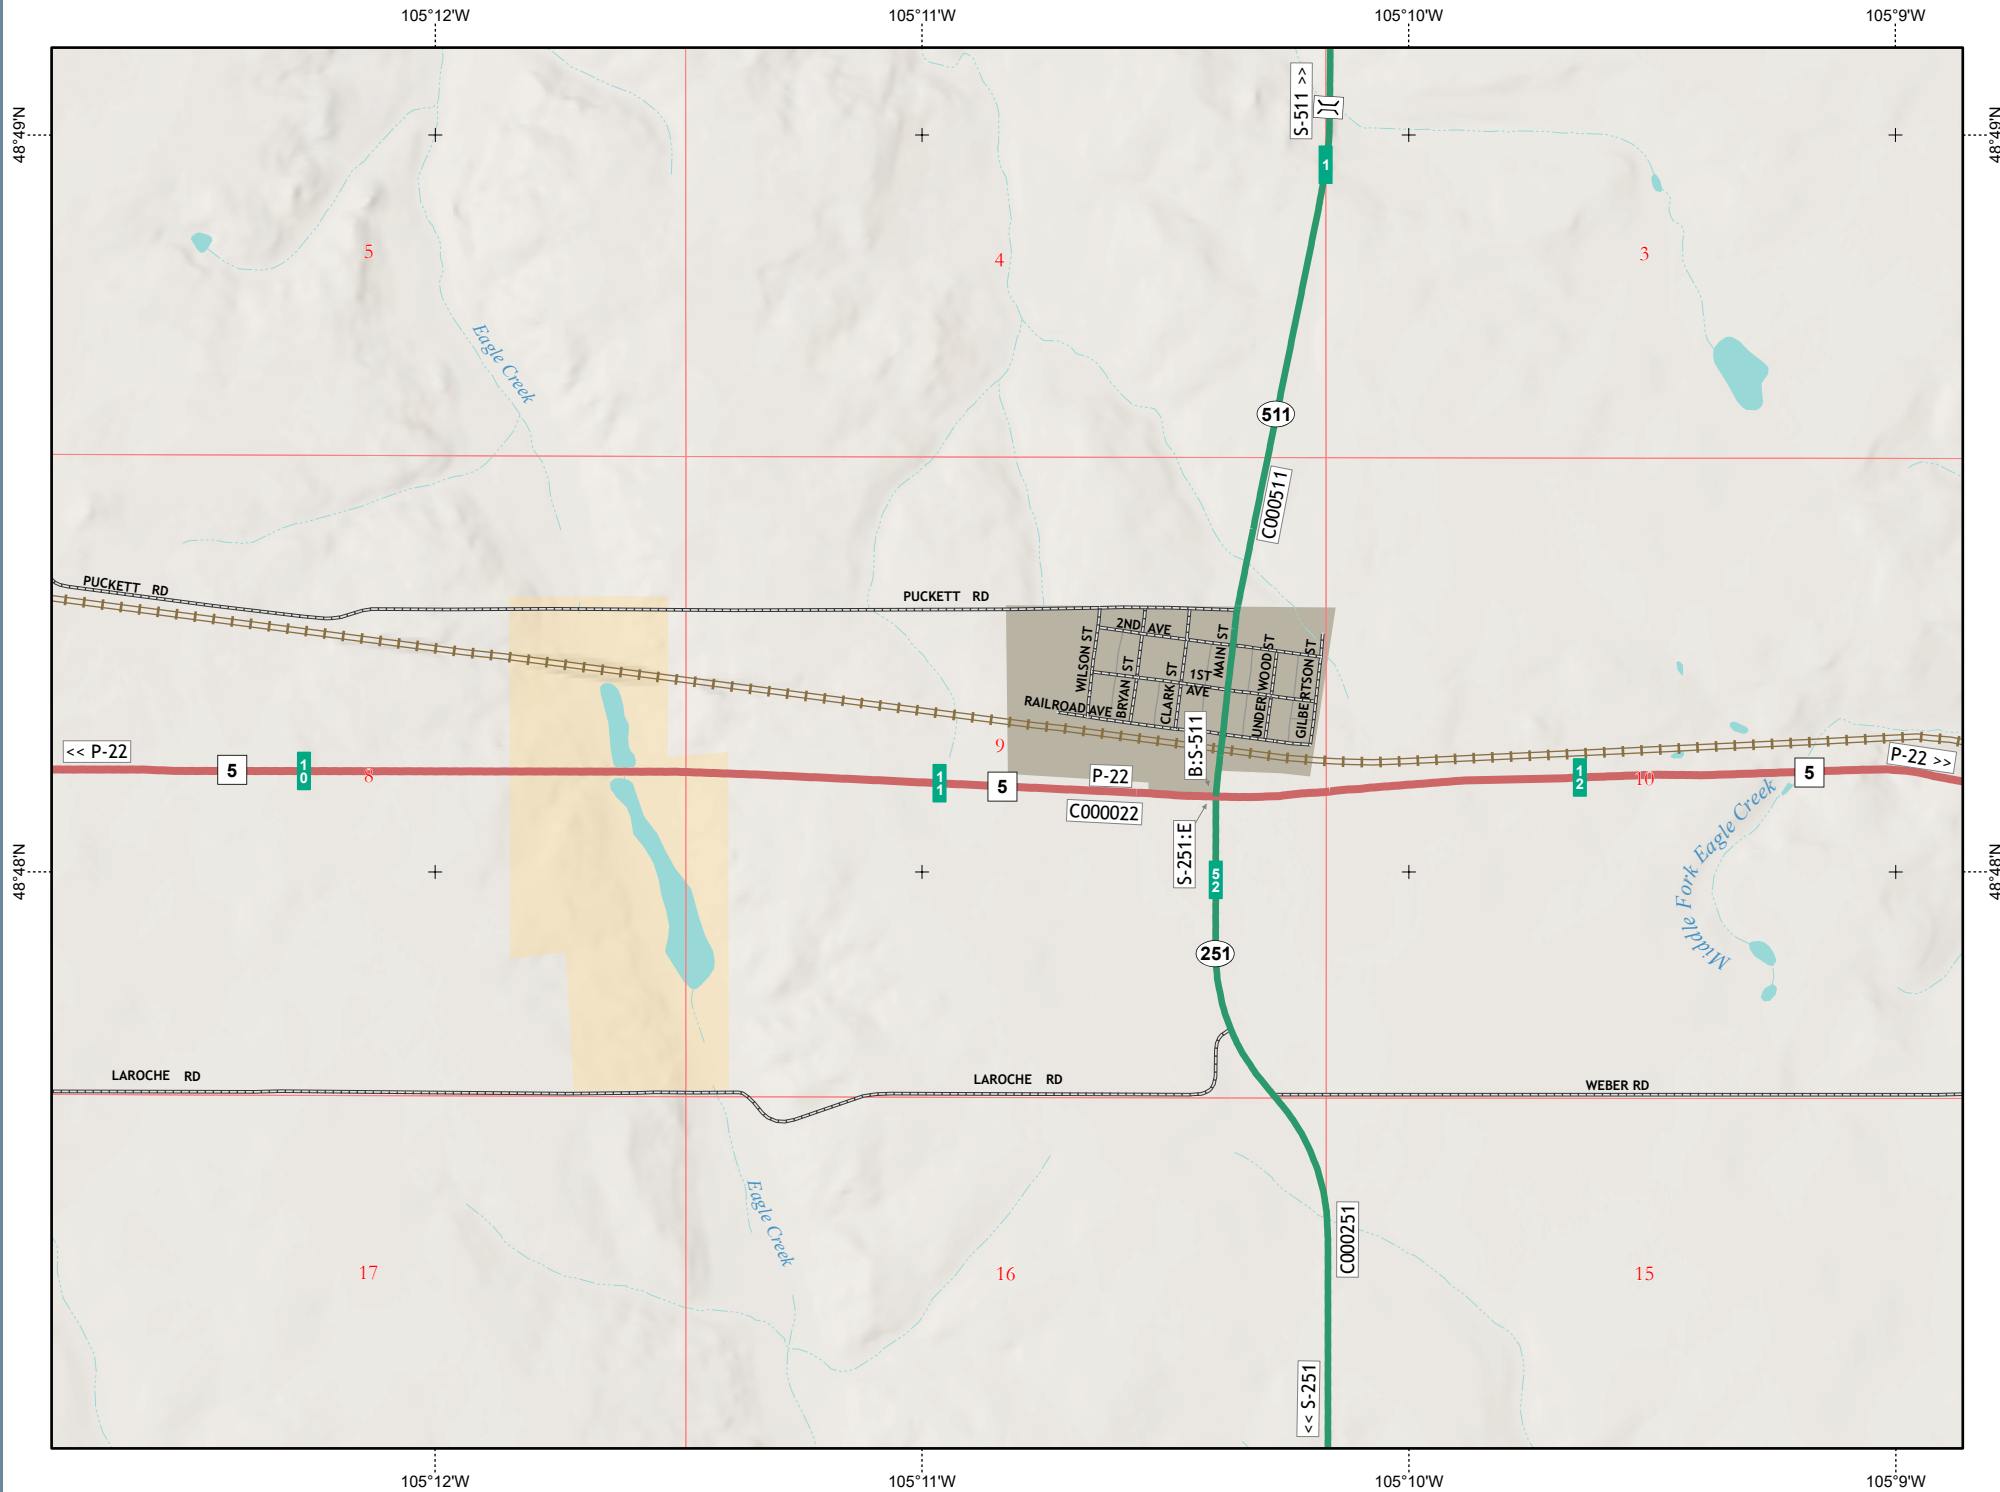 105°12'W
105°11'W
105°10'W
105°9'W
48°49'N
48°49'N
S-511 >>
1
5
4
3
Eagle Creek
511
C000511
PUCKETT RD
PUCKETT RD
2ND AVE
WILSON ST
BRYAN ST
CLARK ST
MAIN ST
UNDERWOOD ST
GILBERTSON ST
1ST AVE
RAILROAD AVE
B:S-511
<< P-22
5
10
8
11
9
5
P-22
C000022
12
10
5
P-22 >>
S-251:E
52
Middle Fork Eagle Creek
48°48'N
48°48'N
251
LAROCHE RD
LAROCHE RD
WEBER RD
Eagle Creek
C000251
17
16
15
<< S-251
105°12'W
105°11'W
105°10'W
105°9'W